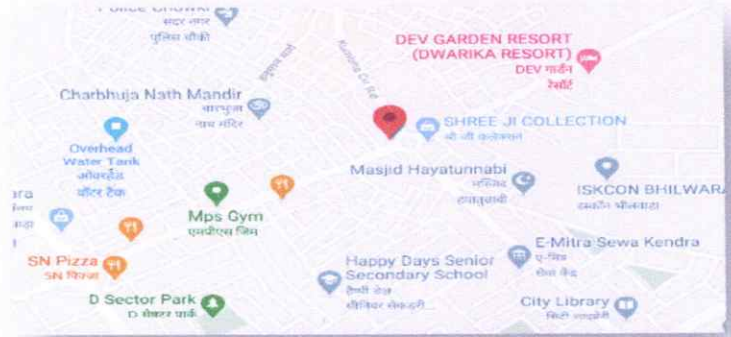 सदर नगर
पुलिस चौकी
DEV GARDEN RESORT
(DWARIKA RESORT)
DEV गार्डन
रेसॉर्ट
Charbhuja Nath Mandir
चारभुजा
नाथ मंदिर
SHREE JI COLLECTION
श्री जी कलेक्शन
Overhead
Water Tank
ओवरहेड
वॉटर टैंक
Masjid Hayatunnabi
मस्जिद
हयातुन्नबी
ISKCON BHILWARA
इस्कॉन भीलवाडा
Mps Gym
एमपीएस जिम
SN Pizza
SN पिज्जा
Happy Days Senior
Secondary School
हैप्पी डेज
सीनियर सेकंडरी...
E-Mitra Sewa Kendra
ए-मित्र
सेवा केंद्र
D Sector Park
D सेक्टर पार्क
City Library
सिटी लाइब्रेरी